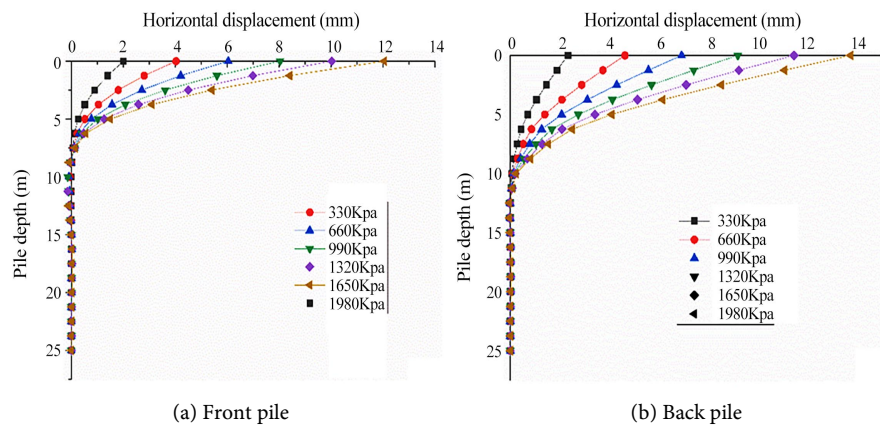 Horizontal displacement (mm)
0 2 4 6 8 10 12 14
0
5
10
15
20
25
Pile depth (m)
330Kpa
660Kpa
990Kpa
1320Kpa
1650Kpa
1980Kpa
(a) Front pile
Horizontal displacement (mm)
0 2 4 6 8 10 12 14
0
5
10
15
20
25
Pile depth (m)
330Kpa
660Kpa
990Kpa
1320Kpa
1650Kpa
1980Kpa
(b) Back pile